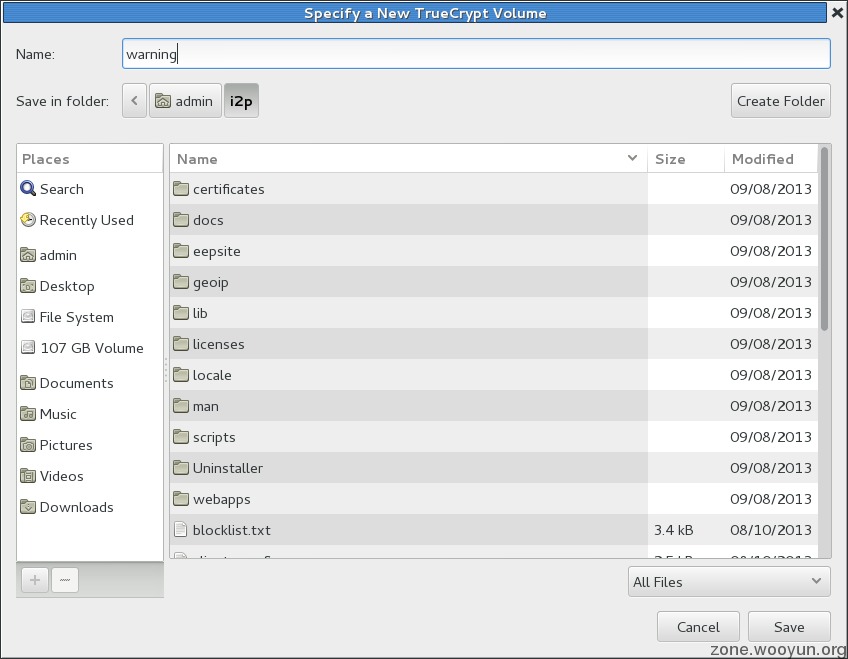 Specify a New TrueCrypt Volume
Name: warning
Save in folder: admin i2p Create Folder
Places
Search
Recently Used
admin
Desktop
File System
107 GB Volume
Documents
Music
Pictures
Videos
Downloads
Name Size Modified
certificates 09/08/2013
docs 09/08/2013
eepsite 09/08/2013
geoip 09/08/2013
lib 09/08/2013
licenses 09/08/2013
locale 09/08/2013
man 09/08/2013
scripts 09/08/2013
Uninstaller 09/08/2013
webapps 09/08/2013
blocklist.txt 3.4 kB 08/10/2013
All Files
Cancel Save
zone.wooyun.org